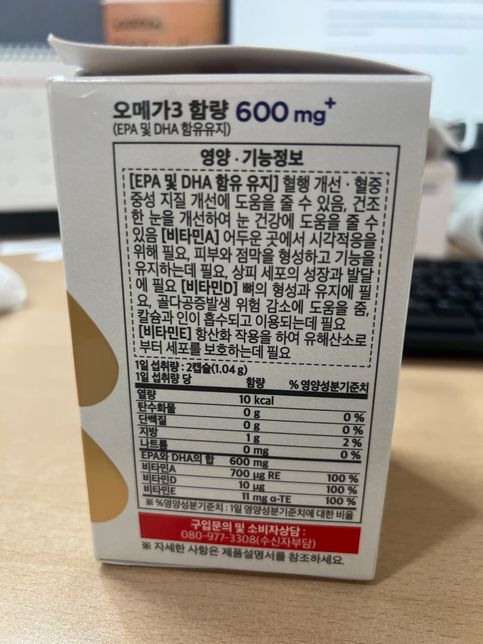 오메가3 함량 600 mg+
(EPA 및 DHA 함유유지)
영양 · 기능정보
[EPA 및 DHA 함유 유지] 혈행 개선 · 혈중
중성 지질 개선에 도움을 줄 수 있음, 건조
한 눈을 개선하여 눈 건강에 도움을 줄 수
있음 [비타민A] 어두운 곳에서 시각적응을
위해 필요, 피부와 점막을 형성하고 기능을
유지하는데 필요, 상피 세포의 성장과 발달
에 필요 [비타민D] 뼈의 형성과 유지에 필
요, 골다공증발생 위험 감소에 도움을 줌,
칼슘과 인이 흡수되고 이용되는데 필요
[비타민E] 항산화 작용을 하여 유해산소로
부터 세포를 보호하는데 필요
1일 섭취량 : 2캡슐(1.04 g)
1일 섭취량 당 함량 % 영양성분기준치
열량 10 kcal
탄수화물 0 g 0 %
단백질 0 g 0 %
지방 1 g 2 %
나트륨 0 mg 0 %
EPA와 DHA의 합 600 mg
비타민A 700 µg RE 100 %
비타민D 10 µg 100 %
비타민E 11 mg α-TE 100 %
※ %영양성분기준치 : 1일 영양성분기준치에 대한 비율
구입문의 및 소비자상담 :
080-977-3308(수신자부담)
※ 자세한 사항은 제품설명서를 참조하세요.